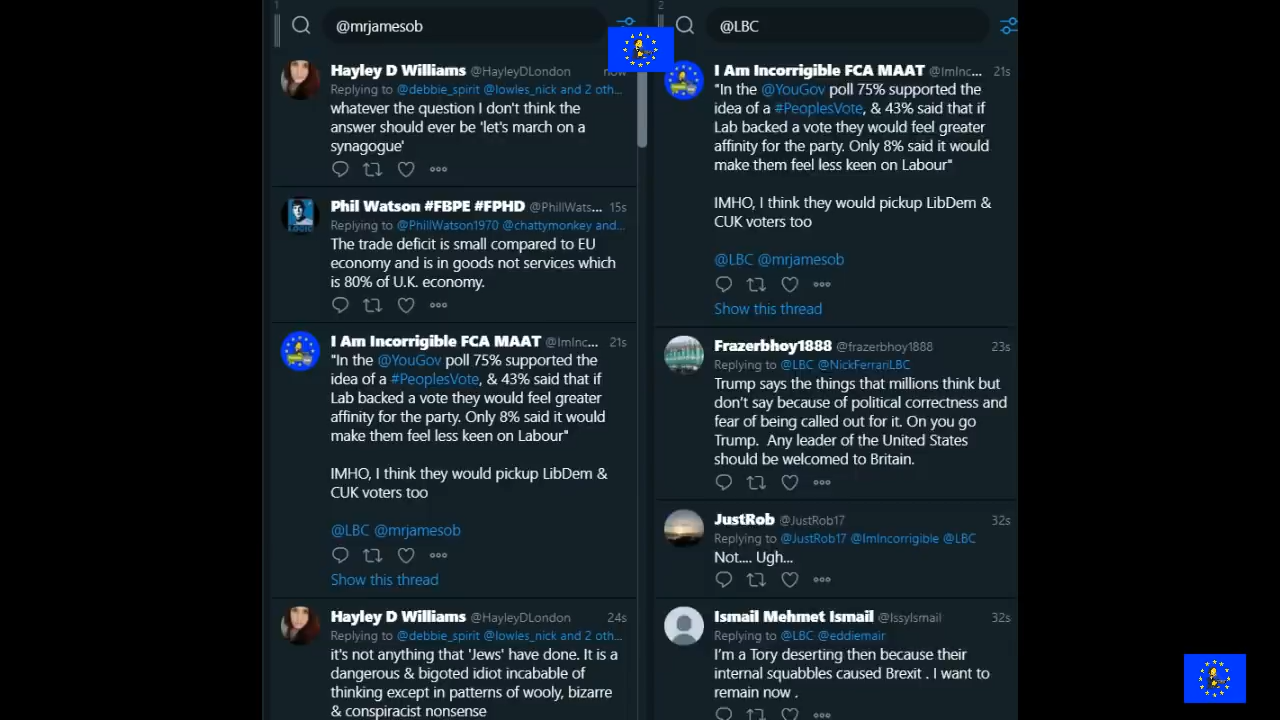 1
@mrjamesob
Hayley D Williams @HayleyDLondon now
Replying to @debbie_spirit @lowles_nick and 2 oth...
whatever the question I don't think the
answer should ever be 'let's march on a
synagogue'
Phil Watson #FBPE #FPHD @PhillWats... 15s
Replying to @PhillWatson1970 @chattymonkey and...
The trade deficit is small compared to EU
economy and is in goods not services which
is 80% of U.K. economy.
I Am Incorrigible FCA MAAT @ImInc... 21s
"In the @YouGov poll 75% supported the
idea of a #PeoplesVote, & 43% said that if
Lab backed a vote they would feel greater
affinity for the party. Only 8% said it would
make them feel less keen on Labour"
IMHO, I think they would pickup LibDem &
CUK voters too
@LBC @mrjamesob
Show this thread
Hayley D Williams @HayleyDLondon 24s
Replying to @debbie_spirit @lowles_nick and 2 oth...
it's not anything that 'Jews' have done. It is a
dangerous & bigoted idiot incabable of
thinking except in patterns of wooly, bizarre
& conspiracist nonsense
2
@LBC
I Am Incorrigible FCA MAAT @ImInc... 21s
"In the @YouGov poll 75% supported the
idea of a #PeoplesVote, & 43% said that if
Lab backed a vote they would feel greater
affinity for the party. Only 8% said it would
make them feel less keen on Labour"
IMHO, I think they would pickup LibDem &
CUK voters too
@LBC @mrjamesob
Show this thread
Frazerbhoy1888 @frazerbhoy1888 23s
Replying to @LBC @NickFerrariLBC
Trump says the things that millions think but
don't say because of political correctness and
fear of being called out for it. On you go
Trump. Any leader of the United States
should be welcomed to Britain.
JustRob @JustRob17 32s
Replying to @JustRob17 @ImIncorrigible @LBC
Not.... Ugh...
Ismail Mehmet Ismail @IssyIsmail 32s
Replying to @LBC @eddiemair
I'm a Tory deserting then because their
internal squabbles caused Brexit . I want to
remain now .